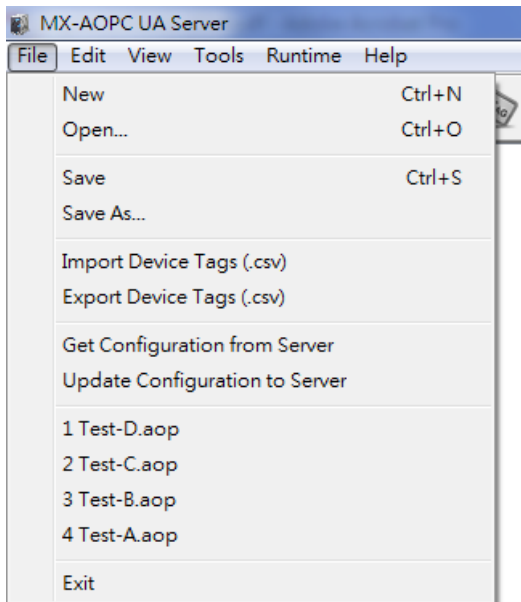 MX-AOPC UA Server
File Edit View Tools Runtime Help
New Ctrl+N
Open... Ctrl+O
Save Ctrl+S
Save As...
Import Device Tags (.csv)
Export Device Tags (.csv)
Get Configuration from Server
Update Configuration to Server
1 Test-D.aop
2 Test-C.aop
3 Test-B.aop
4 Test-A.aop
Exit